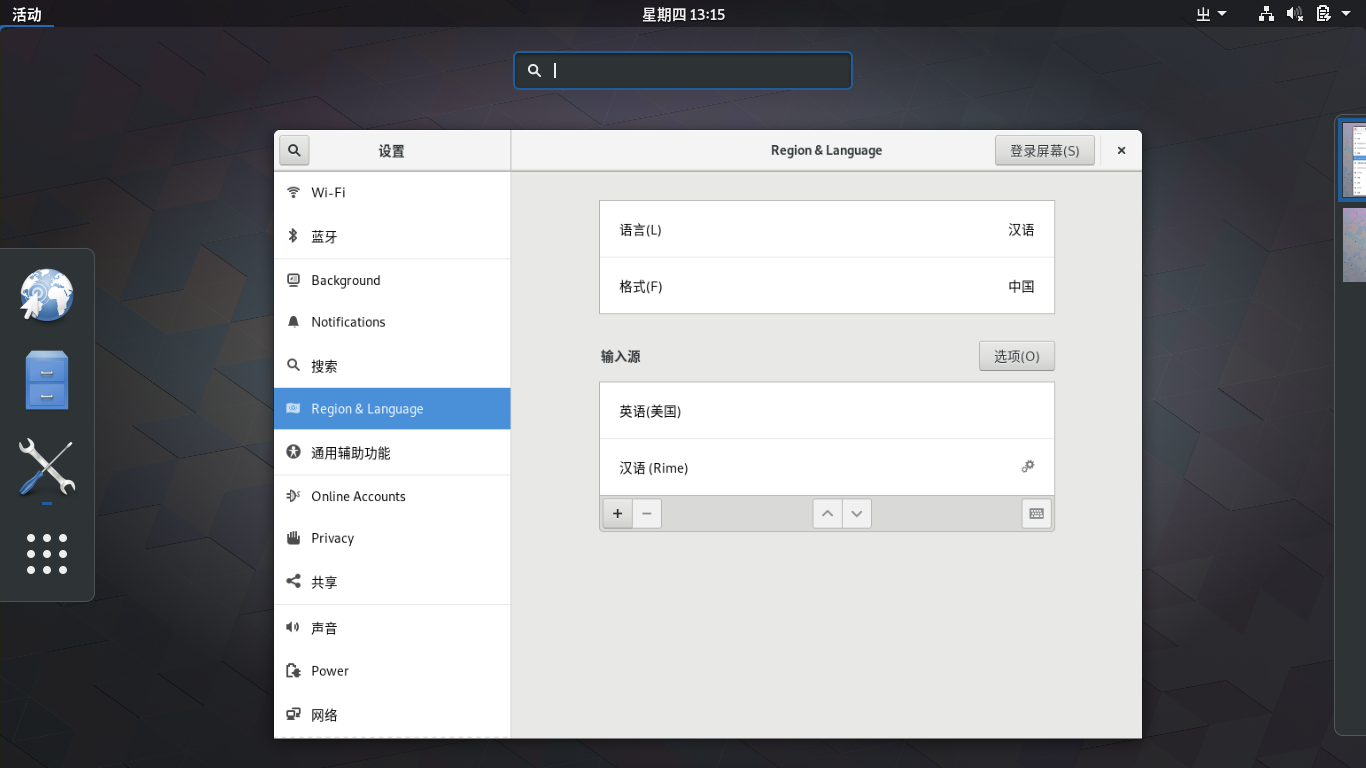 活动
星期四 13:15
㞢
设置
Region & Language
登录屏幕(S)
Wi-Fi
蓝牙
Background
Notifications
搜索
Region & Language
通用辅助功能
Online Accounts
Privacy
共享
声音
Power
网络
语言(L)
汉语
格式(F)
中国
输入源
选项(O)
英语(美国)
汉语 (Rime)